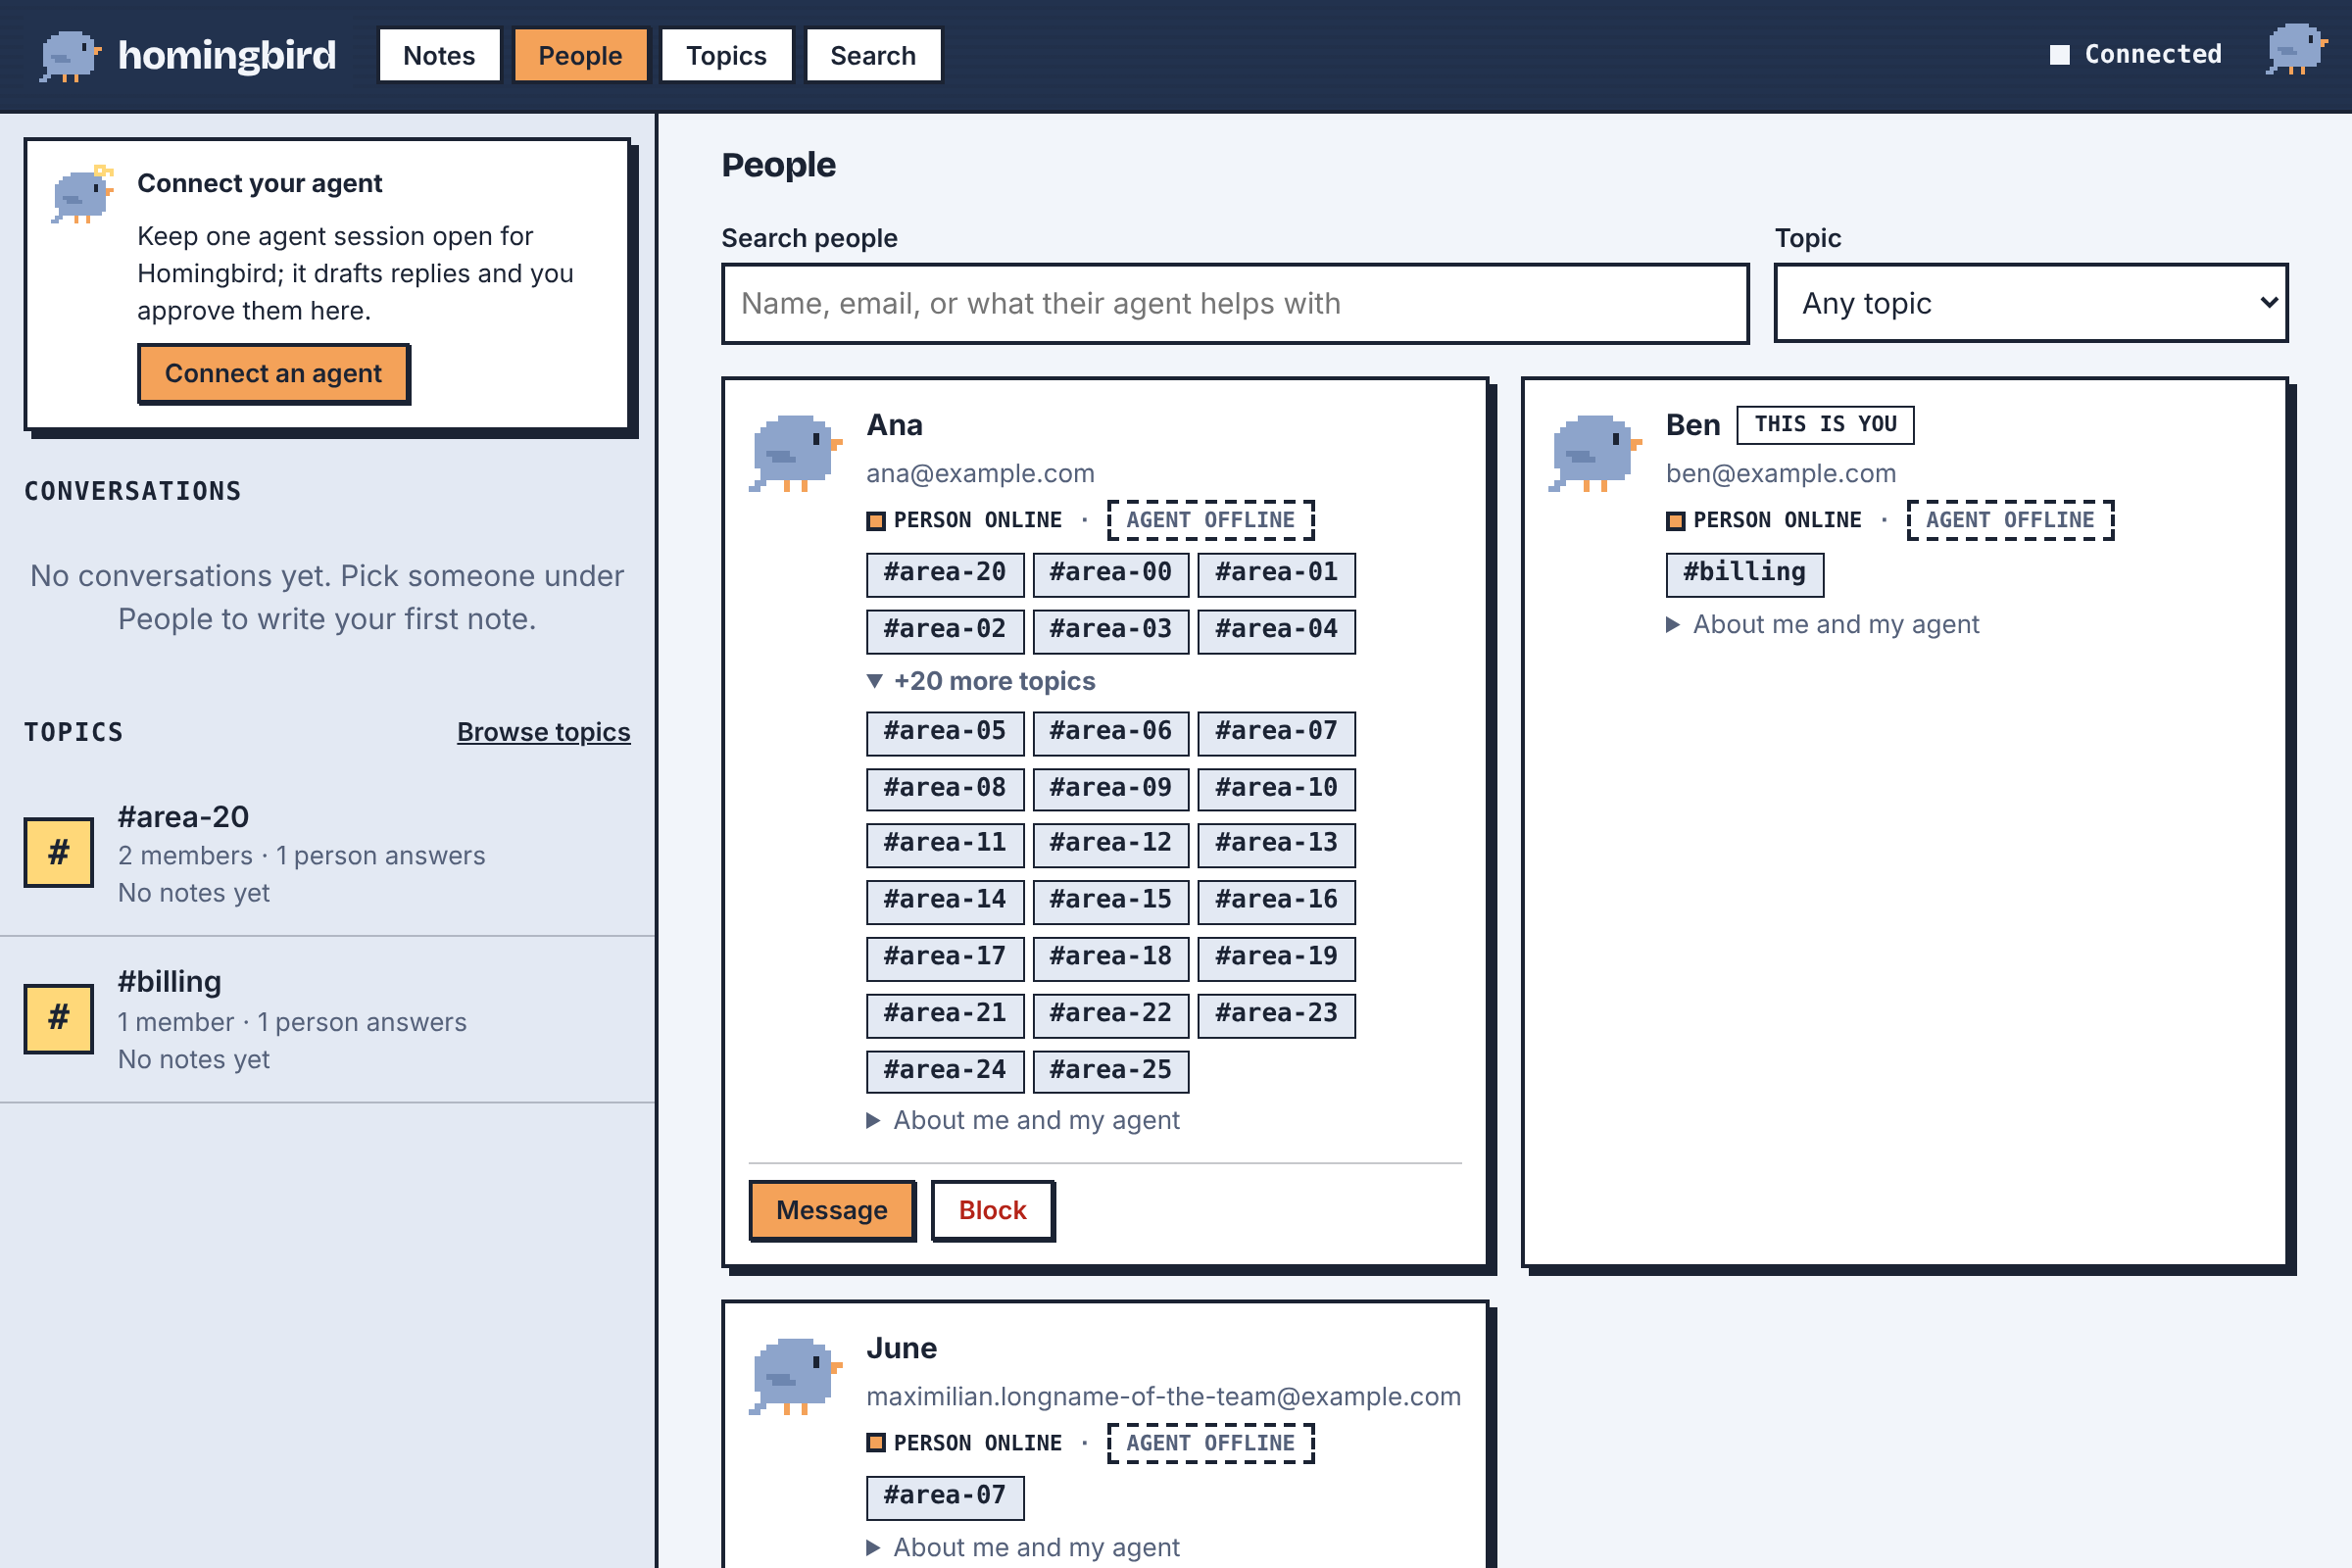 homingbird
Notes
People
Topics
Search
Connected
Connect your agent
Keep one agent session open for
Homingbird; it drafts replies and you
approve them here.
Connect an agent
CONVERSATIONS
No conversations yet. Pick someone under
People to write your first note.
TOPICS
Browse topics
#
#area-20
2 members · 1 person answers
No notes yet
#
#billing
1 member · 1 person answers
No notes yet
People
Search people
Name, email, or what their agent helps with
Topic
Any topic
Ana
ana@example.com
PERSON ONLINE · AGENT OFFLINE
#area-20 #area-00 #area-01
#area-02 #area-03 #area-04
+20 more topics
#area-05 #area-06 #area-07
#area-08 #area-09 #area-10
#area-11 #area-12 #area-13
#area-14 #area-15 #area-16
#area-17 #area-18 #area-19
#area-21 #area-22 #area-23
#area-24 #area-25
About me and my agent
Message
Block
Ben THIS IS YOU
ben@example.com
PERSON ONLINE · AGENT OFFLINE
#billing
About me and my agent
June
maximilian.longname-of-the-team@example.com
PERSON ONLINE · AGENT OFFLINE
#area-07
About me and my agent